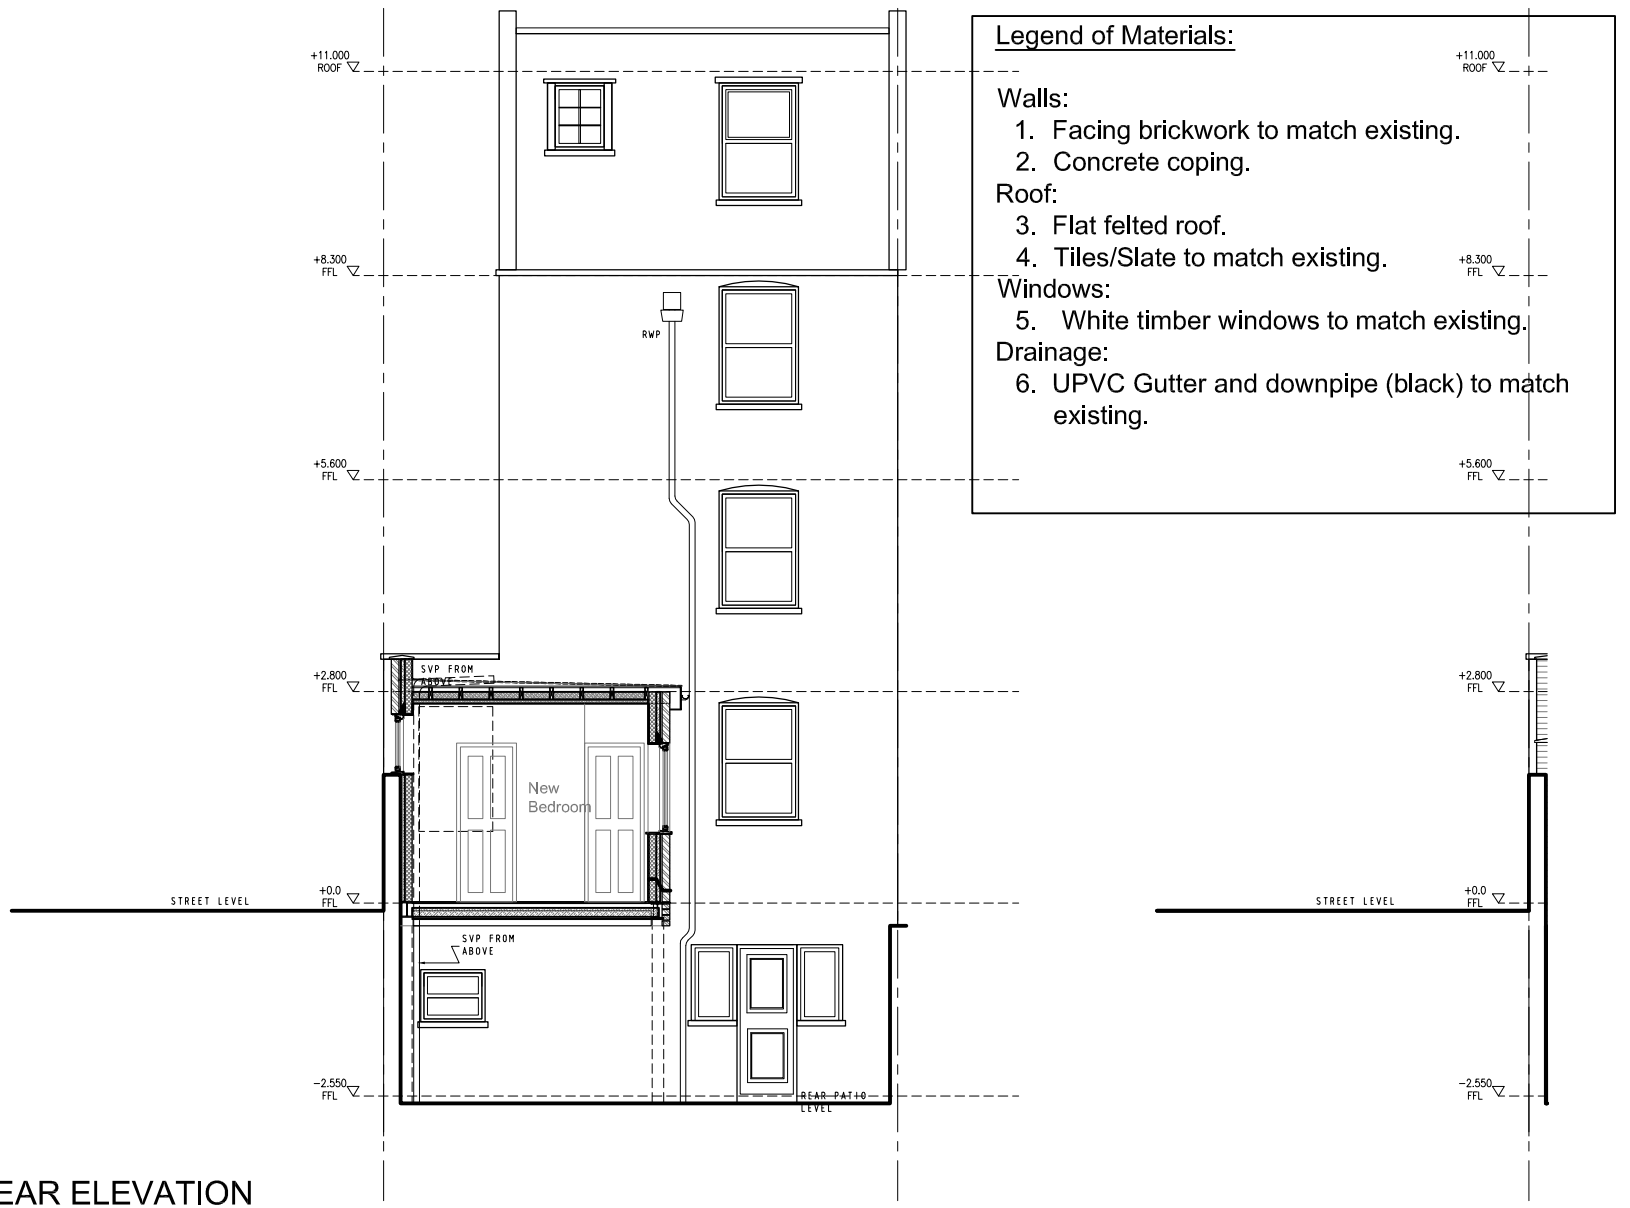 Legend of Materials:
Walls:
1. Facing brickwork to match existing.
2. Concrete coping.
Roof:
3. Flat felted roof.
4. Tiles/Slate to match existing.
Windows:
5. White timber windows to match existing.
Drainage:
6. UPVC Gutter and downpipe (black) to match
existing.
+11.000
ROOF
+8.300
FFL
+5.600
FFL
+2.800
FFL
+0.0
FFL
-2.550
FFL
RWP
SVP FROM
ABOVE
New
Bedroom
STREET LEVEL
SVP FROM
ABOVE
REAR PATIO
LEVEL
+11.000
ROOF
+8.300
FFL
+5.600
FFL
+2.800
FFL
+0.0
FFL
-2.550
FFL
STREET LEVEL
EAR ELEVATION